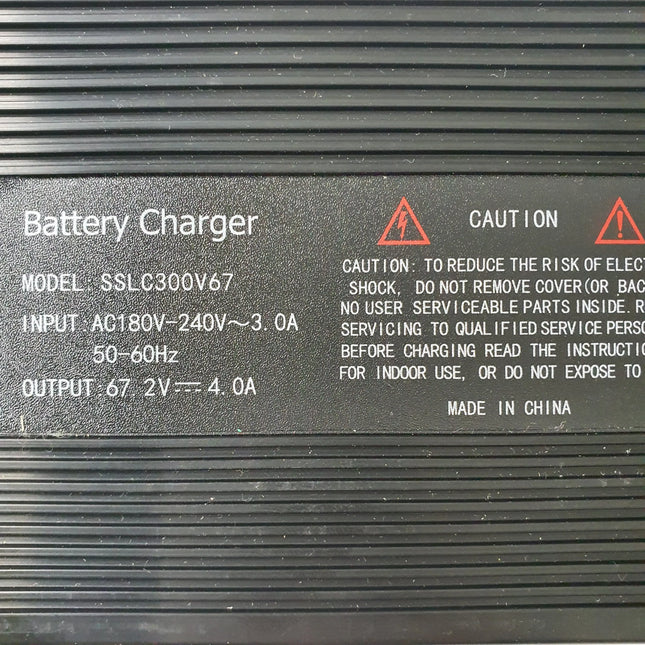 Battery Charger
MODEL: SSLC300V67
INPUT: AC180V-240V~3.0A
50-60Hz
OUTPUT: 67.2V⎓4.0A
CAUTION
CAUTION: TO REDUCE THE RISK OF
SHOCK, DO NOT REMOVE COVER(OR
NO USER SERVICEABLE PARTS INSIDE.
SERVICING TO QUALIFIED SERVICE
BEFORE CHARGING READ THE
FOR INDOOR USE, OR DO NOT EXPOSE TO
MADE IN CHINA